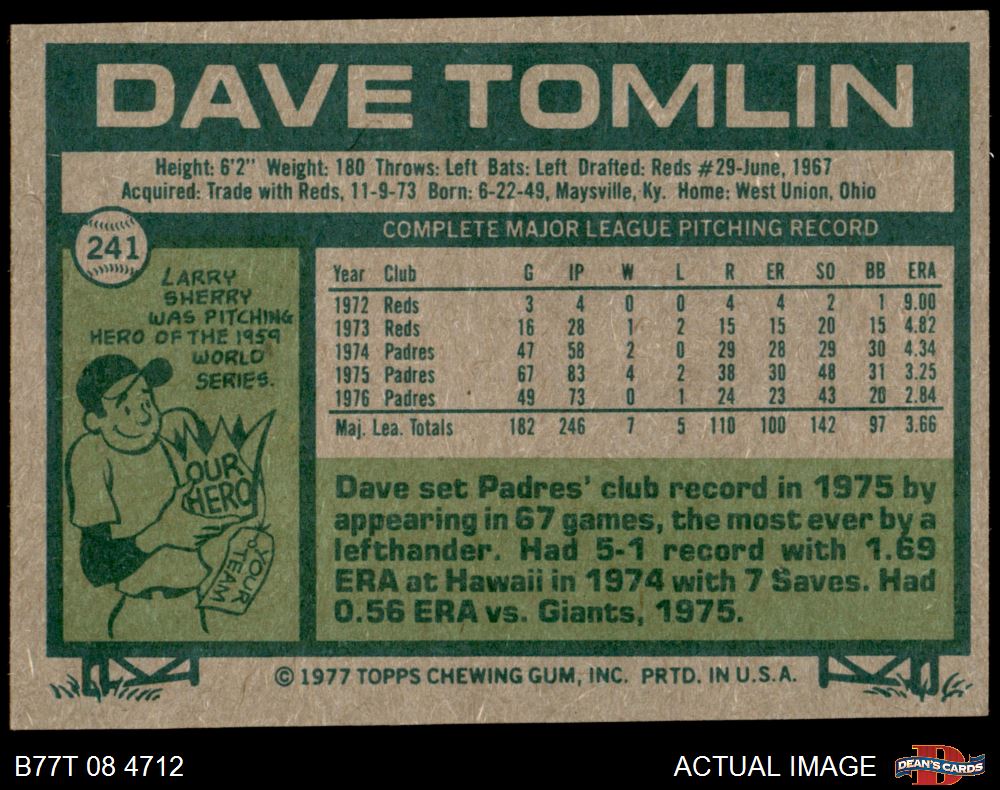 DAVE TOMLIN
Height: 6'2" Weight: 180 Throws: Left Bats: Left Drafted: Reds #29-June, 1967
Acquired: Trade with Reds, 11-9-73 Born: 6-22-49, Maysville, Ky. Home: West Union, Ohio
241
LARRY
SHERRY
WAS PITCHING
HERO OF THE 1959
WORLD
SERIES.
OUR
HERO
YOUR
TEAM
COMPLETE MAJOR LEAGUE PITCHING RECORD
Year Club G IP W L R ER SO BB ERA
1972 Reds 3 4 0 0 4 4 2 1 9.00
1973 Reds 16 28 1 2 15 15 20 15 4.82
1974 Padres 47 58 2 0 29 28 29 30 4.34
1975 Padres 67 83 4 2 38 30 48 31 3.25
1976 Padres 49 73 0 1 24 23 43 20 2.84
Maj. Lea. Totals 182 246 7 5 110 100 142 97 3.66
Dave set Padres' club record in 1975 by
appearing in 67 games, the most ever by a
lefthander. Had 5-1 record with 1.69
ERA at Hawaii in 1974 with 7 Saves. Had
0.56 ERA vs. Giants, 1975.
© 1977 TOPPS CHEWING GUM, INC. PRTD. IN U.S.A.
B77T 08 4712
ACTUAL IMAGE
DEAN'S CARDS